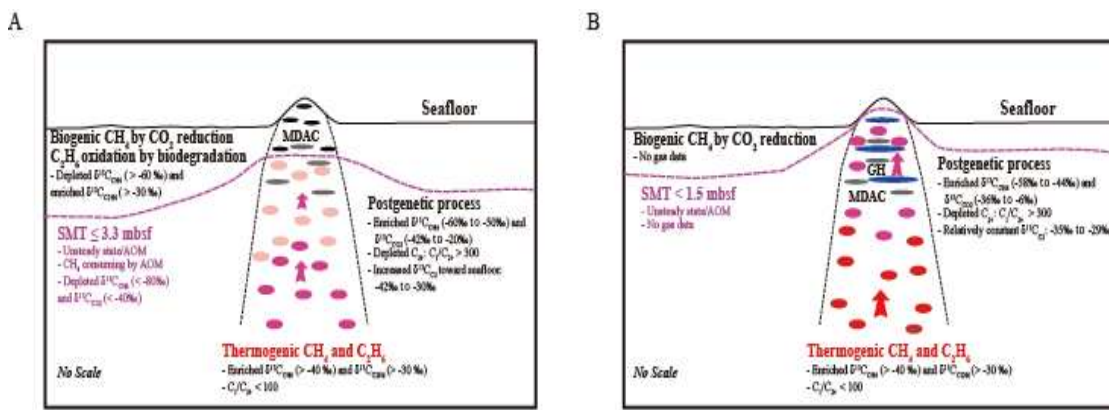 A
Seafloor
Biogenic CH4 by CO2 reduction
C2H6 oxidation by biodegradation
- Depleted δ13CCH4 (> -60 ‰) and
enriched δ13CC2H6 (> -30 ‰)
MDAC
SMT ≤ 3.3 mbsf
- Unsteady state/AOM
- CH4 consuming by AOM
- Depleted δ13CCH4 (< -80‰)
and δ13CCO2 (< -40‰)
Postgenetic process
- Enriched δ13CCH4 (-60‰ to -50‰) and
δ13CCO2 (-42‰ to -20‰)
- Depleted C2+: C1/C2+ > 300
- Increased δ13CC2 toward seafloor:
-42‰ to -30‰
Thermogenic CH4 and C2H6
- Enriched δ13CCH4 (> -40 ‰) and δ13CC2H6 (> -30 ‰)
- C1/C2+ < 100
No Scale
B
Seafloor
Biogenic CH4 by CO2 reduction
- No gas data
GH
MDAC
SMT < 1.5 mbsf
- Unsteady state/AOM
- No gas data
Postgenetic process
- Enriched δ13CCH4 (-58‰ to -44‰) and
δ13CCO2 (-36‰ to -6‰)
- Depleted C2+: C1/C2+ > 300
- Relatively constant δ13CC2: -35‰ to -29‰
Thermogenic CH4 and C2H6
- Enriched δ13CCH4 (> -40 ‰) and δ13CC2H6 (> -30 ‰)
- C1/C2+ < 100
No Scale